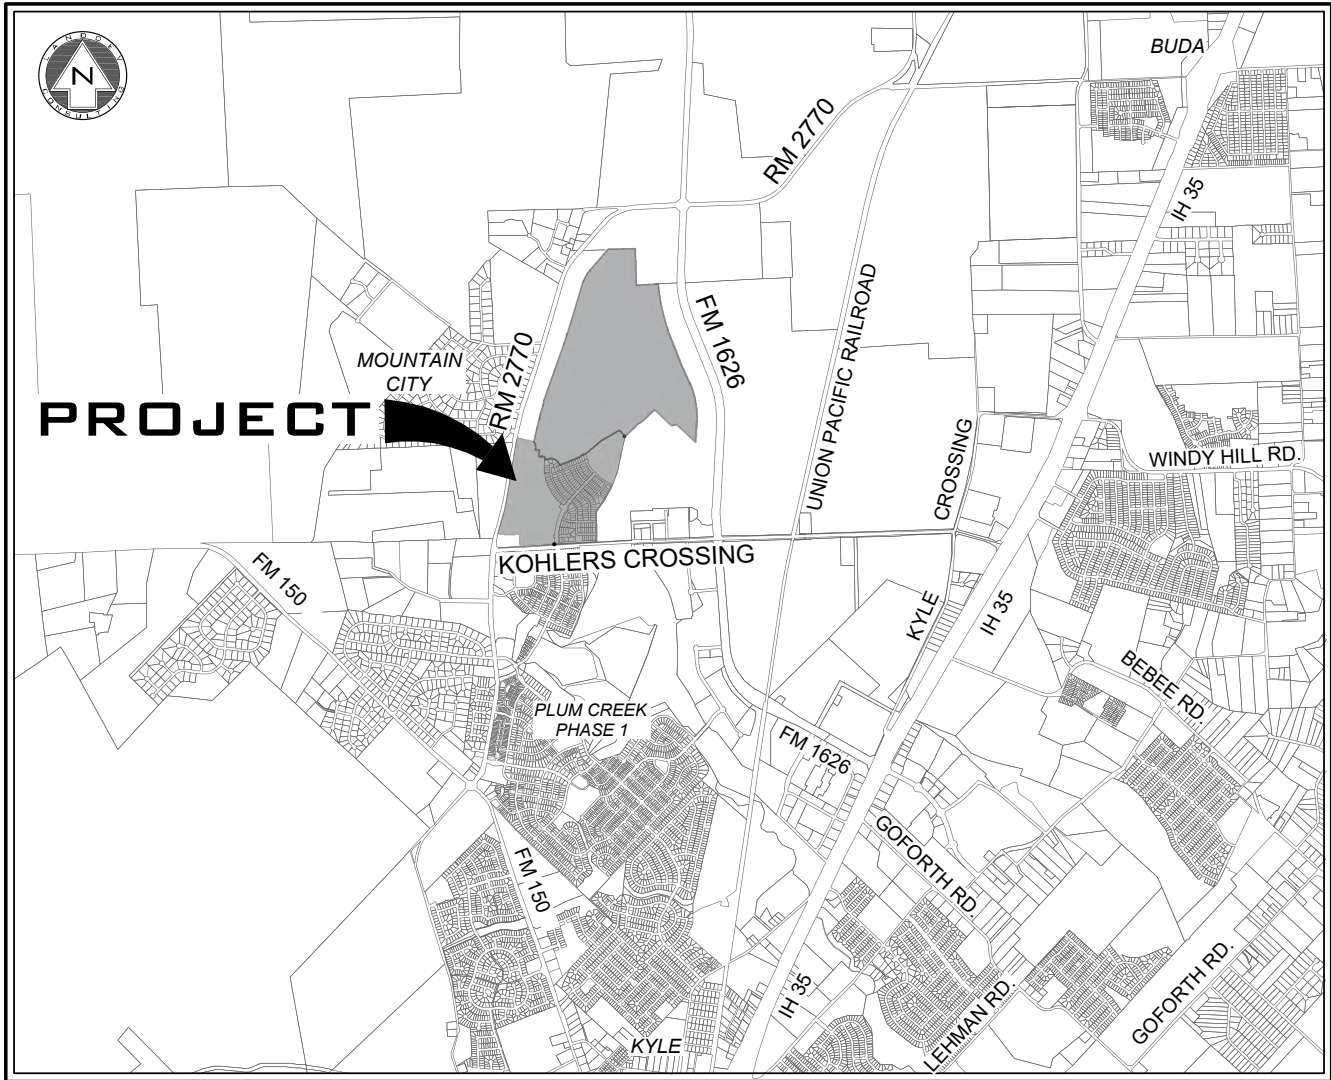 LANDDEV
N
CONSULTING
BUDA
RM 2770
IH 35
UNION PACIFIC RAILROAD
FM 1626
RM 2770
MOUNTAIN
CITY
PROJECT
CROSSING
WINDY HILL RD.
KOHLERS CROSSING
FM 150
KYLE
IH 35
BEBEE RD.
PLUM CREEK
PHASE 1
FM 1626
GOFORTH RD.
FM 150
GOFORTH RD.
IH 35
LEHMAN RD.
KYLE